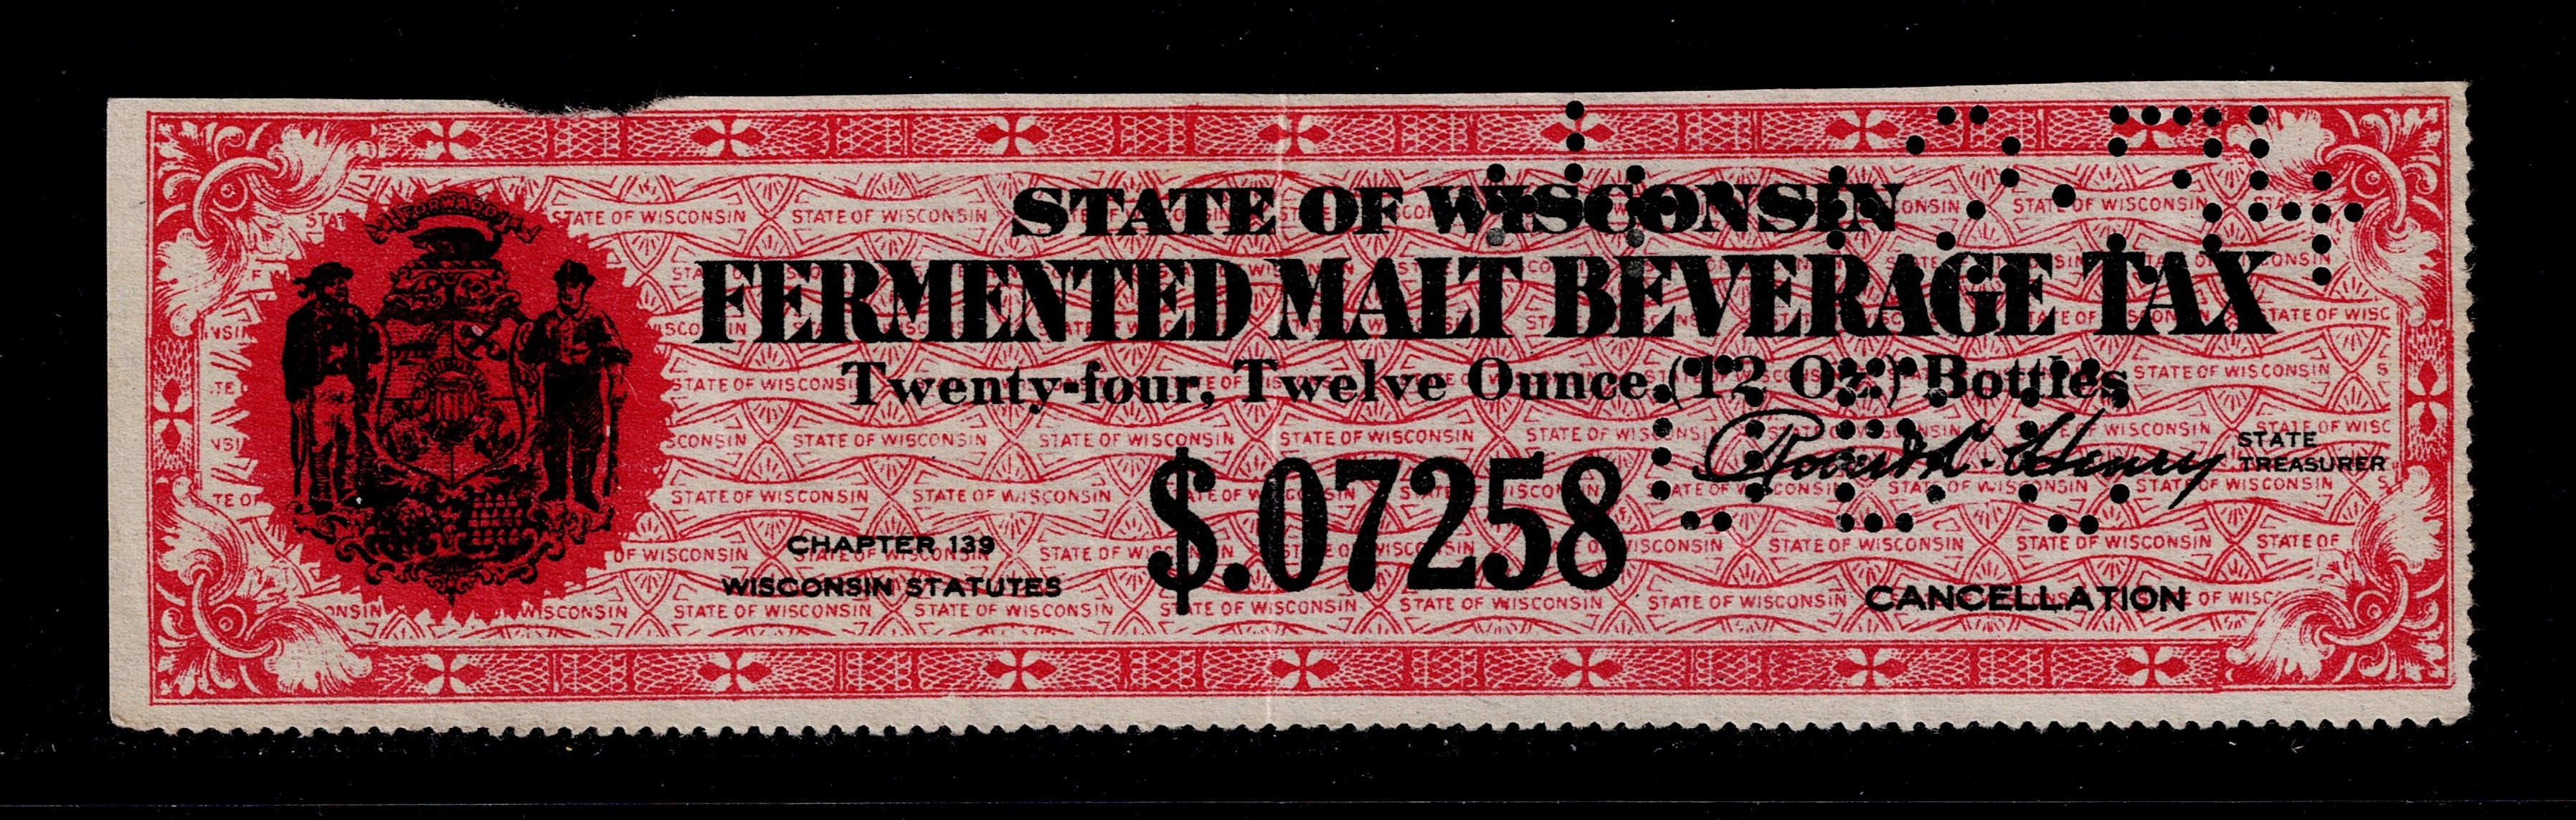 FORWARD
STATE OF WISCONSIN
FERMENTED MALT BEVERAGE TAX
Twenty-four, Twelve Ounce (12 Oz.) Bottles
STATE
TREASURER
$.07258
CHAPTER 139
WISCONSIN STATUTES
CANCELLATION